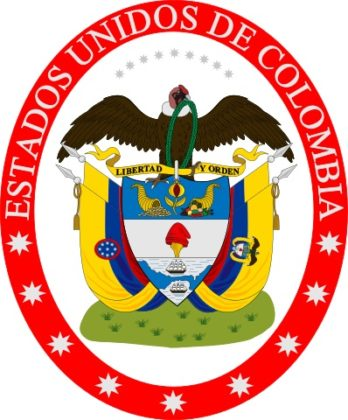 ESTADOS UNIDOS DE COLOMBIA
LIBERTAD Y ORDEN